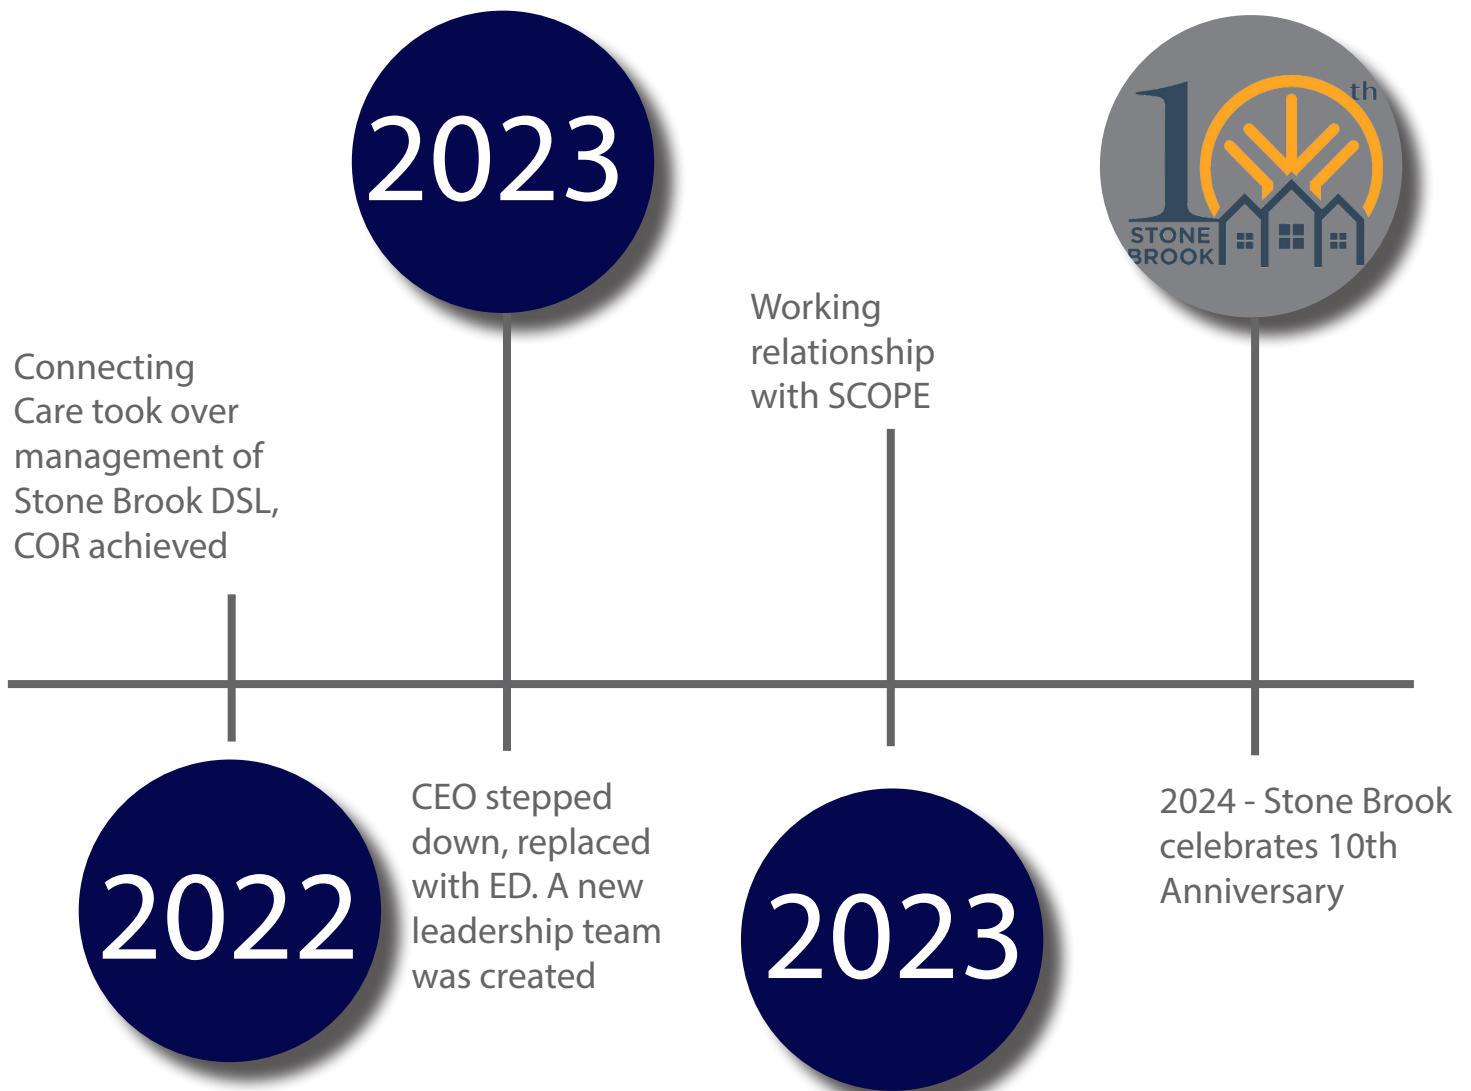 2023
10th
STONE
BROOK
Connecting
Care took over
management of
Stone Brook DSL,
COR achieved
Working
relationship
with SCOPE
2022
CEO stepped
down, replaced
with ED. A new
leadership team
was created
2023
2024 - Stone Brook
celebrates 10th
Anniversary